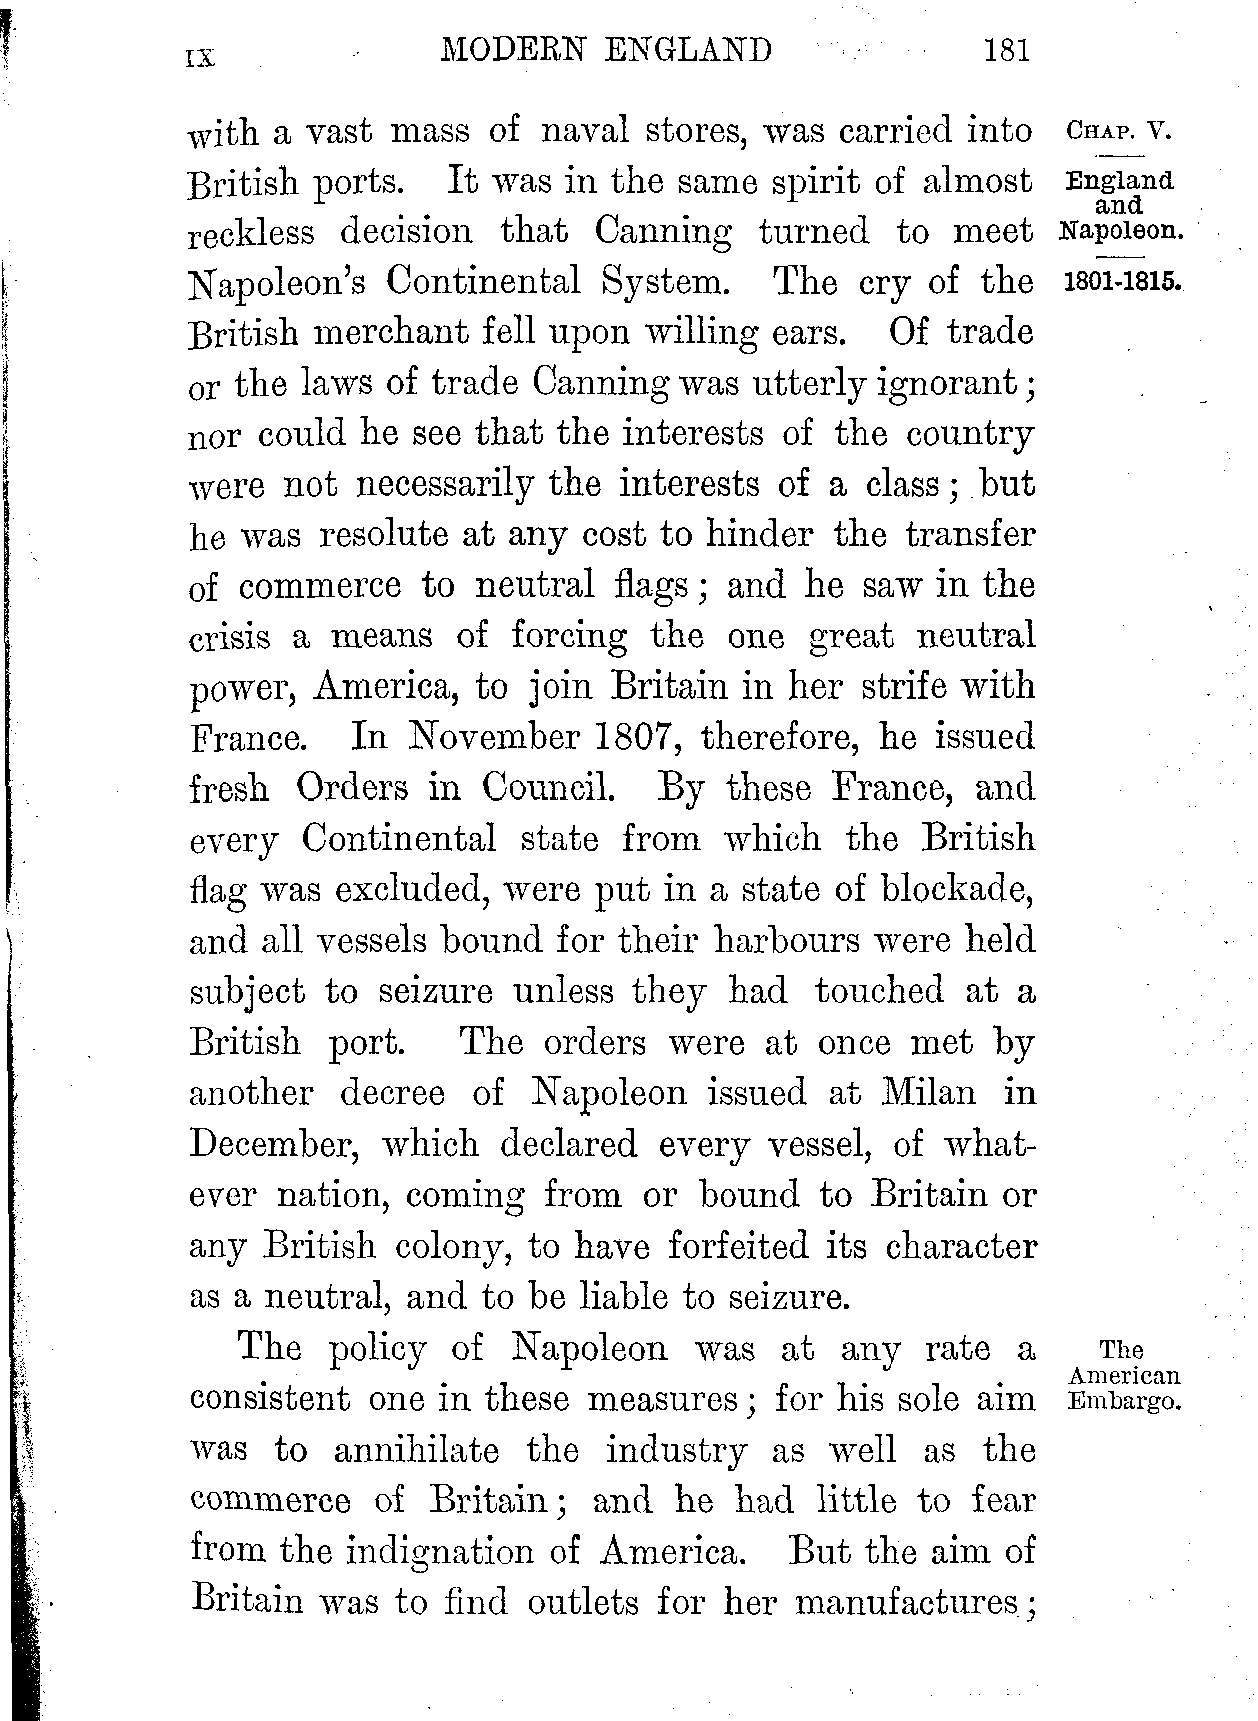 IX MODERN ENGLAND 181
with a vast mass of naval stores, was carried into
British ports. It was in the same spirit of almost
reckless decision that Canning turned to meet
Napoleon's Continental System. The cry of the
British merchant fell upon willing ears. Of trade
or the laws of trade Canning was utterly ignorant;
nor could he see that the interests of the country
were not necessarily the interests of a class; but
he was resolute at any cost to hinder the transfer
of commerce to neutral flags; and he saw in the
crisis a means of forcing the one great neutral
power, America, to join Britain in her strife with
France. In November 1807, therefore, he issued
fresh Orders in Council. By these France, and
every Continental state from which the British
flag was excluded, were put in a state of blockade,
and all vessels bound for their harbours were held
subject to seizure unless they had touched at a
British port. The orders were at once met by
another decree of Napoleon issued at Milan in
December, which declared every vessel, of what-
ever nation, coming from or bound to Britain or
any British colony, to have forfeited its character
as a neutral, and to be liable to seizure.
The policy of Napoleon was at any rate a
consistent one in these measures; for his sole aim
was to annihilate the industry as well as the
commerce of Britain; and he had little to fear
from the indignation of America. But the aim of
Britain was to find outlets for her manufactures;
CHAP. V.
England
and
Napoleon.
1801-1815.
The
American
Embargo.